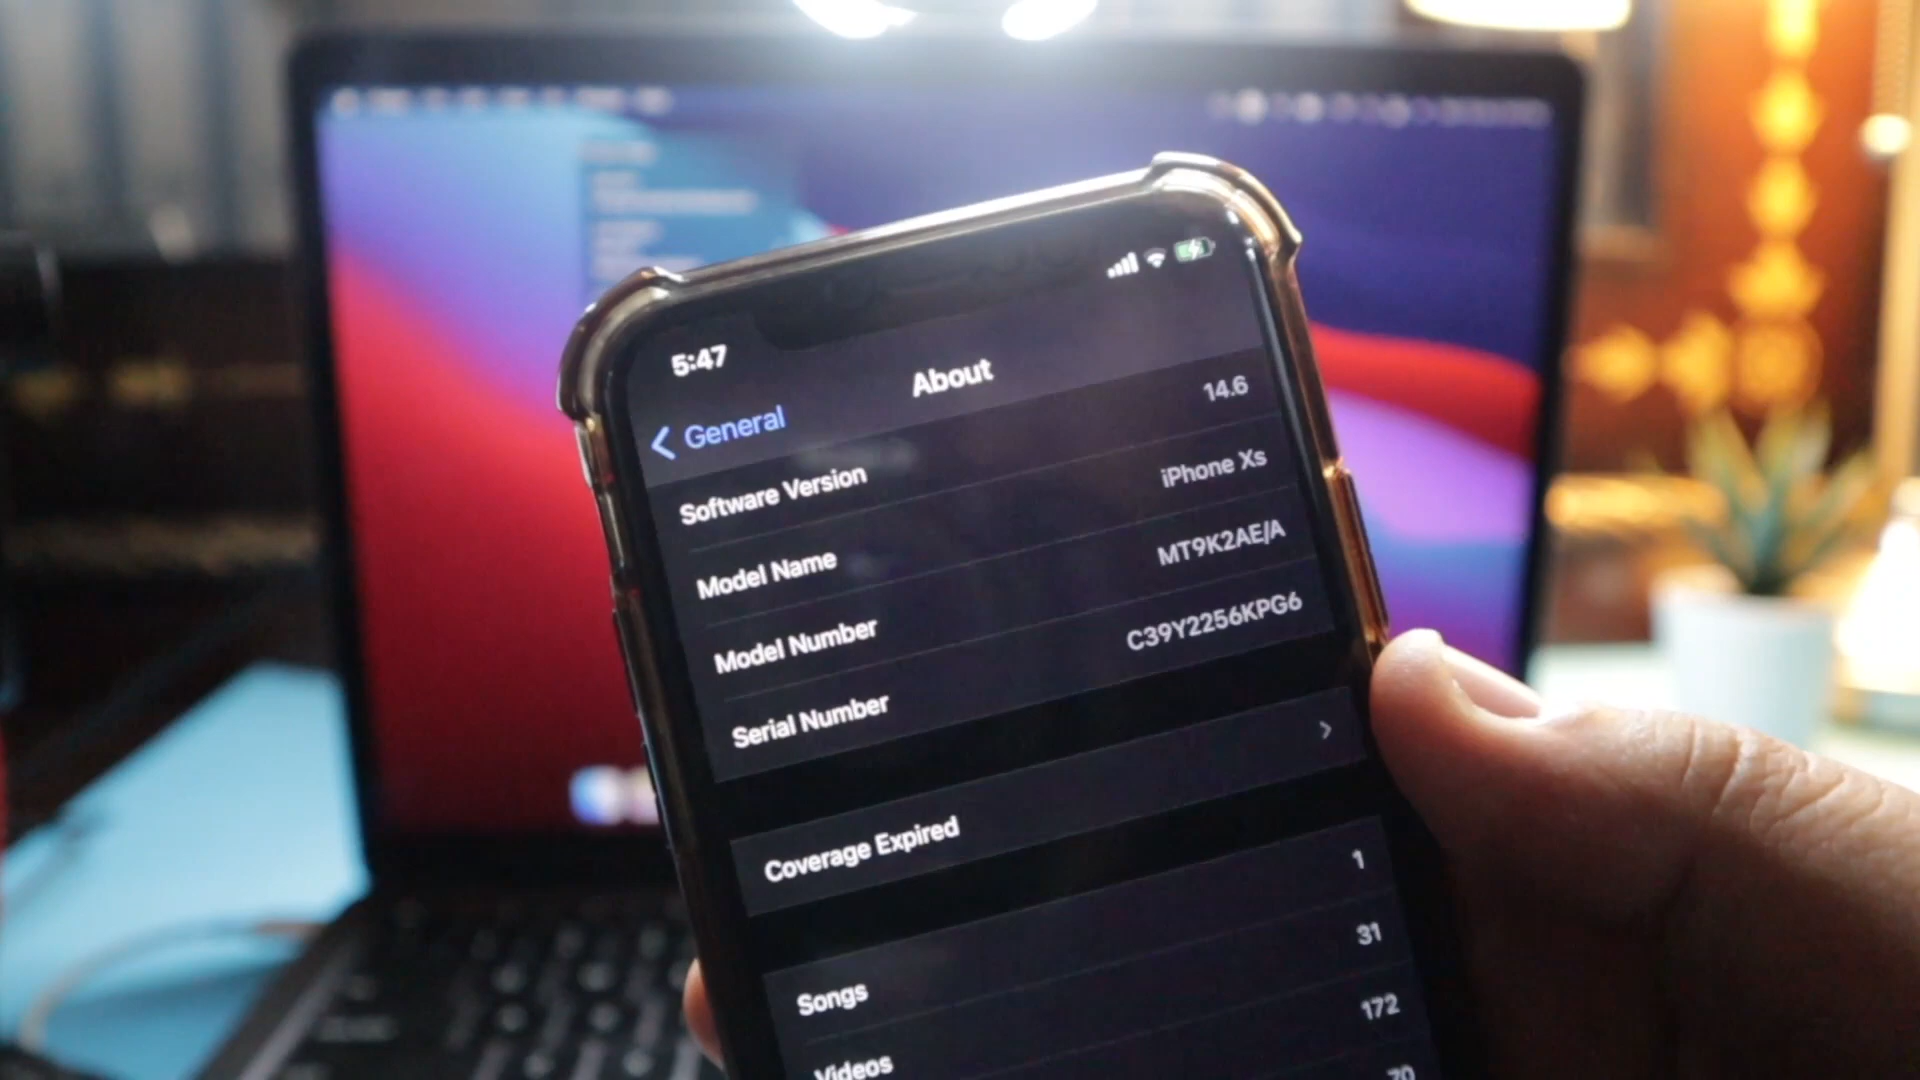 5:47
General
About
Software Version 14.6
Model Name iPhone Xs
Model Number MT9K2AE/A
Serial Number C39Y2256KPG6
Coverage Expired
Songs 1
Videos 31
172
70